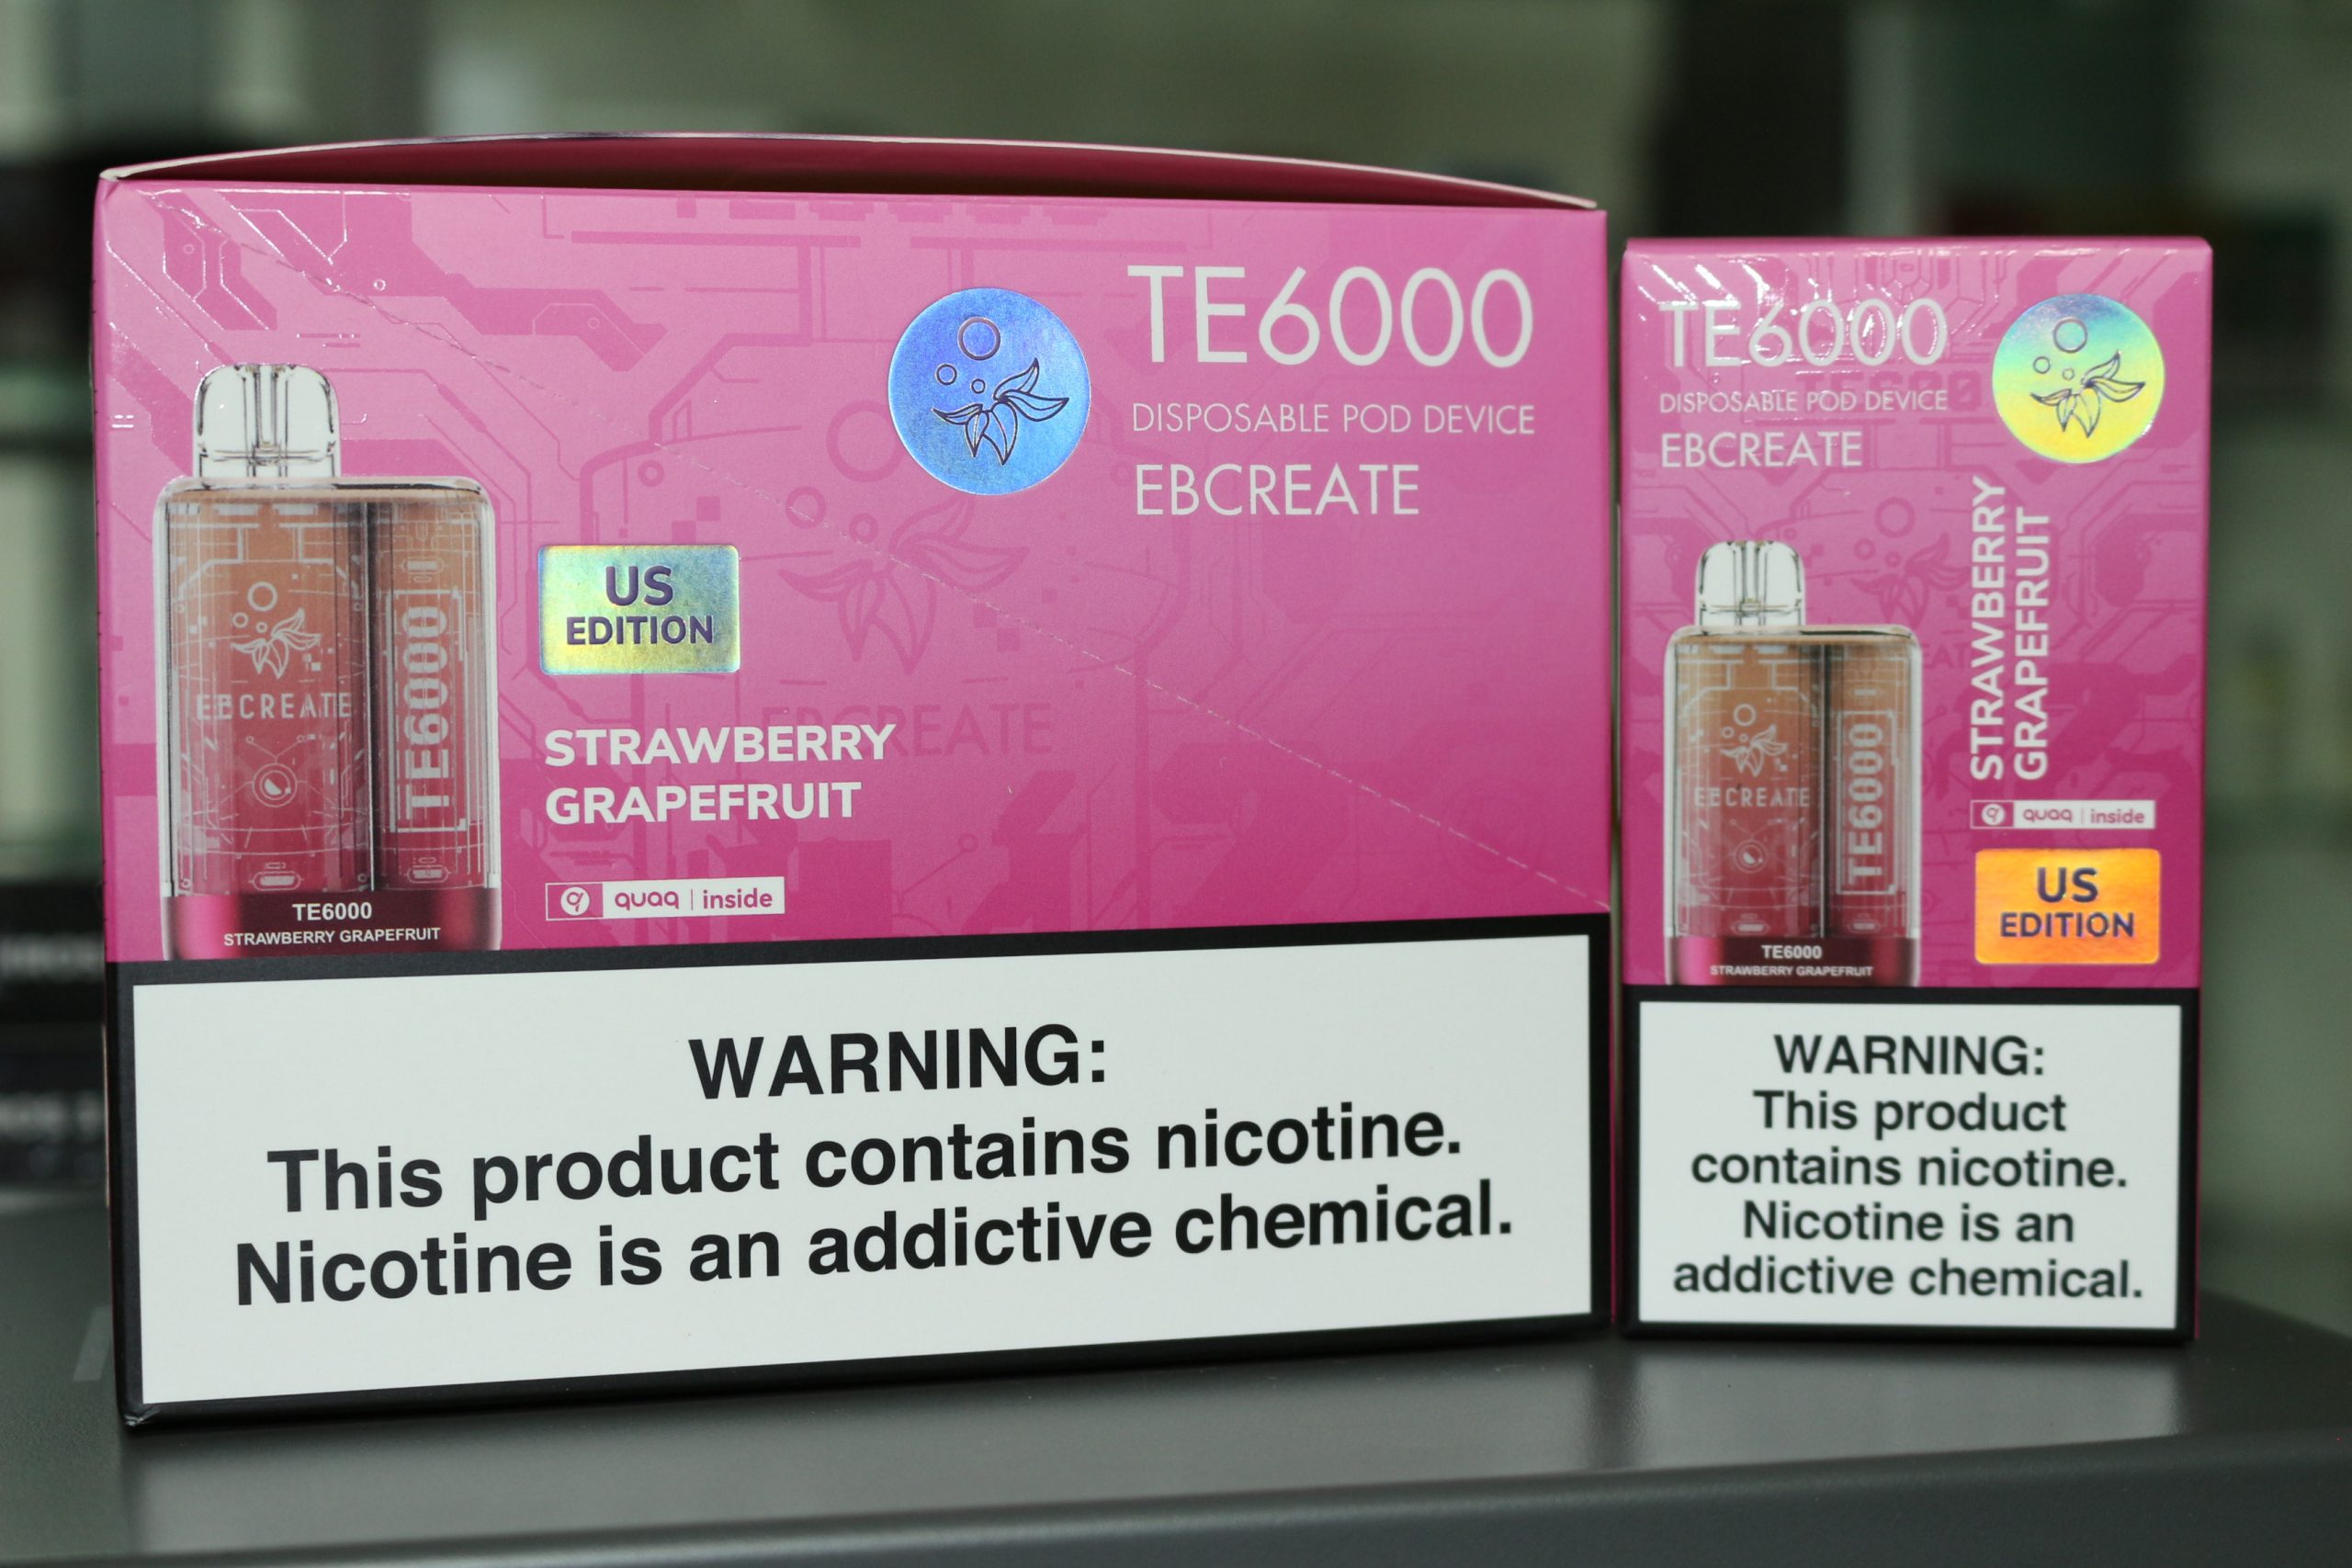 TE6000
DISPOSABLE POD DEVICE
EBCREATE
US
EDITION
EBCREATE
TE6000
STRAWBERRY
GRAPEFRUIT
EBCREATE
quaq | inside
TE6000
STRAWBERRY GRAPEFRUIT
WARNING:
This product contains nicotine.
Nicotine is an addictive chemical.
TE6000
DISPOSABLE POD DEVICE
EBCREATE
STRAWBERRY
GRAPEFRUIT
EBCREATE
TE6000
quaq | inside
US
EDITION
TE6000
STRAWBERRY GRAPEFRUIT
WARNING:
This product
contains nicotine.
Nicotine is an
addictive chemical.